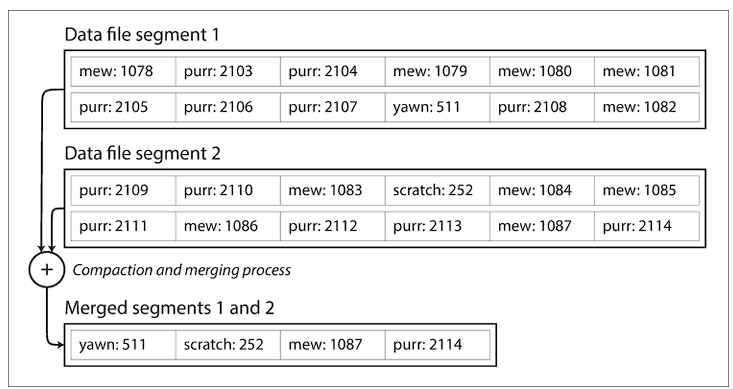 Data file segment 1
mew: 1078 purr: 2103 purr: 2104 mew: 1079 mew: 1080 mew: 1081
purr: 2105 purr: 2106 purr: 2107 yawn: 511 purr: 2108 mew: 1082
Data file segment 2
purr: 2109 purr: 2110 mew: 1083 scratch: 252 mew: 1084 mew: 1085
purr: 2111 mew: 1086 purr: 2112 purr: 2113 mew: 1087 purr: 2114
+ Compaction and merging process
Merged segments 1 and 2
yawn: 511 scratch: 252 mew: 1087 purr: 2114